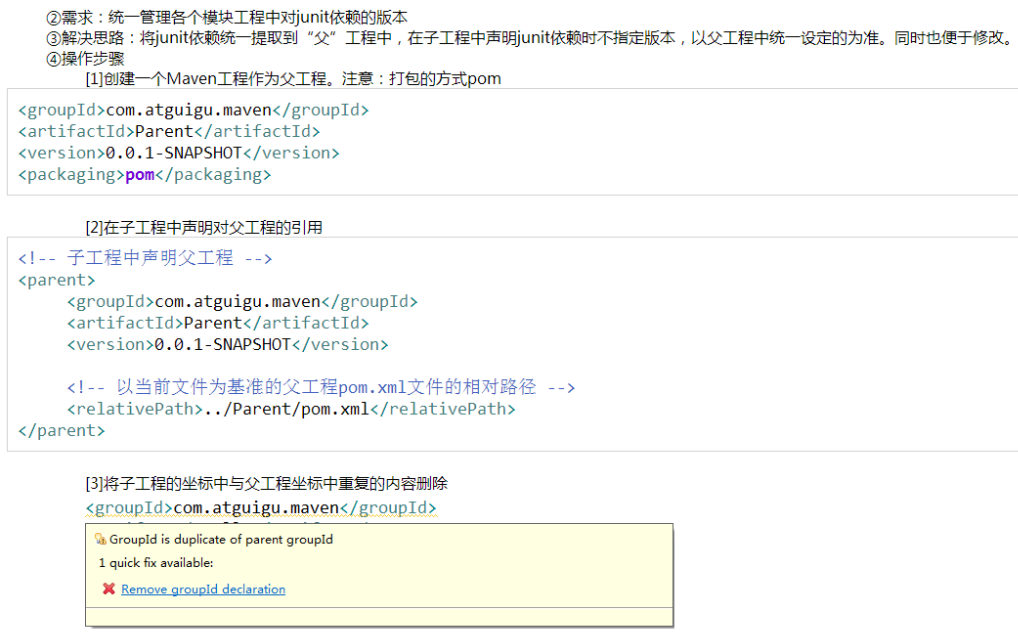 ②需求：统一管理各个模块工程中对junit依赖的版本
③解决思路：将junit依赖统一提取到“父”工程中，在子工程中声明junit依赖时不指定版本，以父工程中统一设定的为准。同时也便于修改。
④操作步骤
[1]创建一个Maven工程作为父工程。注意：打包的方式pom
<groupId>com.atguigu.maven</groupId>
<artifactId>Parent</artifactId>
<version>0.0.1-SNAPSHOT</version>
<packaging>pom</packaging>
[2]在子工程中声明对父工程的引用
<!-- 子工程中声明父工程 -->
<parent>
<groupId>com.atguigu.maven</groupId>
<artifactId>Parent</artifactId>
<version>0.0.1-SNAPSHOT</version>
<!-- 以当前文件为基准的父工程pom.xml文件的相对路径 -->
<relativePath>../Parent/pom.xml</relativePath>
</parent>
[3]将子工程的坐标中与父工程坐标中重复的内容删除
<groupId>com.atguigu.maven</groupId>
GroupId is duplicate of parent groupId
1 quick fix available:
Remove groupId declaration